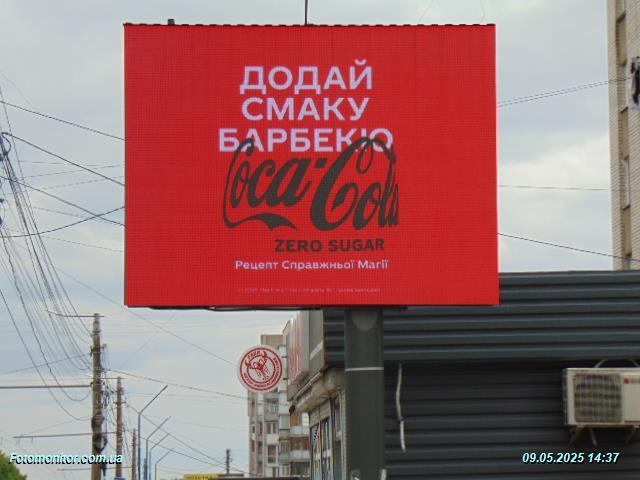 ДОДАЙ
СМАКУ
БАРБЕКЮ
Coca-Cola
ZERO SUGAR
Рецепт Справжньої Магії
Fotomonitor.com.ua
09.05.2025 14:37